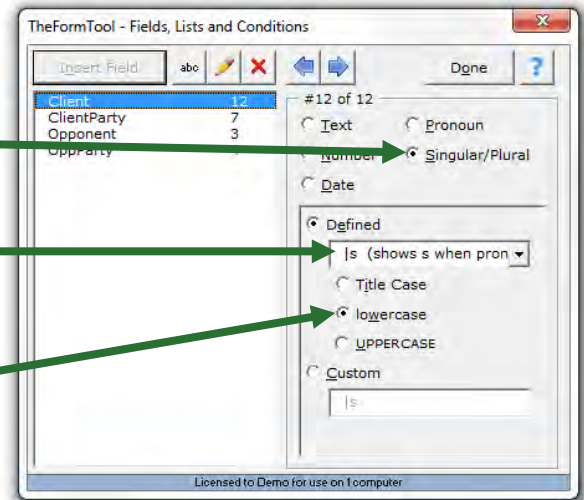 TheFormTool - Fields, Lists and Conditions
Insert Field abc Done ?
Client 12
ClientParty 7
Opponent 3
OppParty
#12 of 12
Text Pronoun
Number Singular/Plural
Date
Defined
|s (shows s when pron
Title Case
lowercase
UPPERCASE
Custom
|s
Licensed to Demo for use on 1 computer